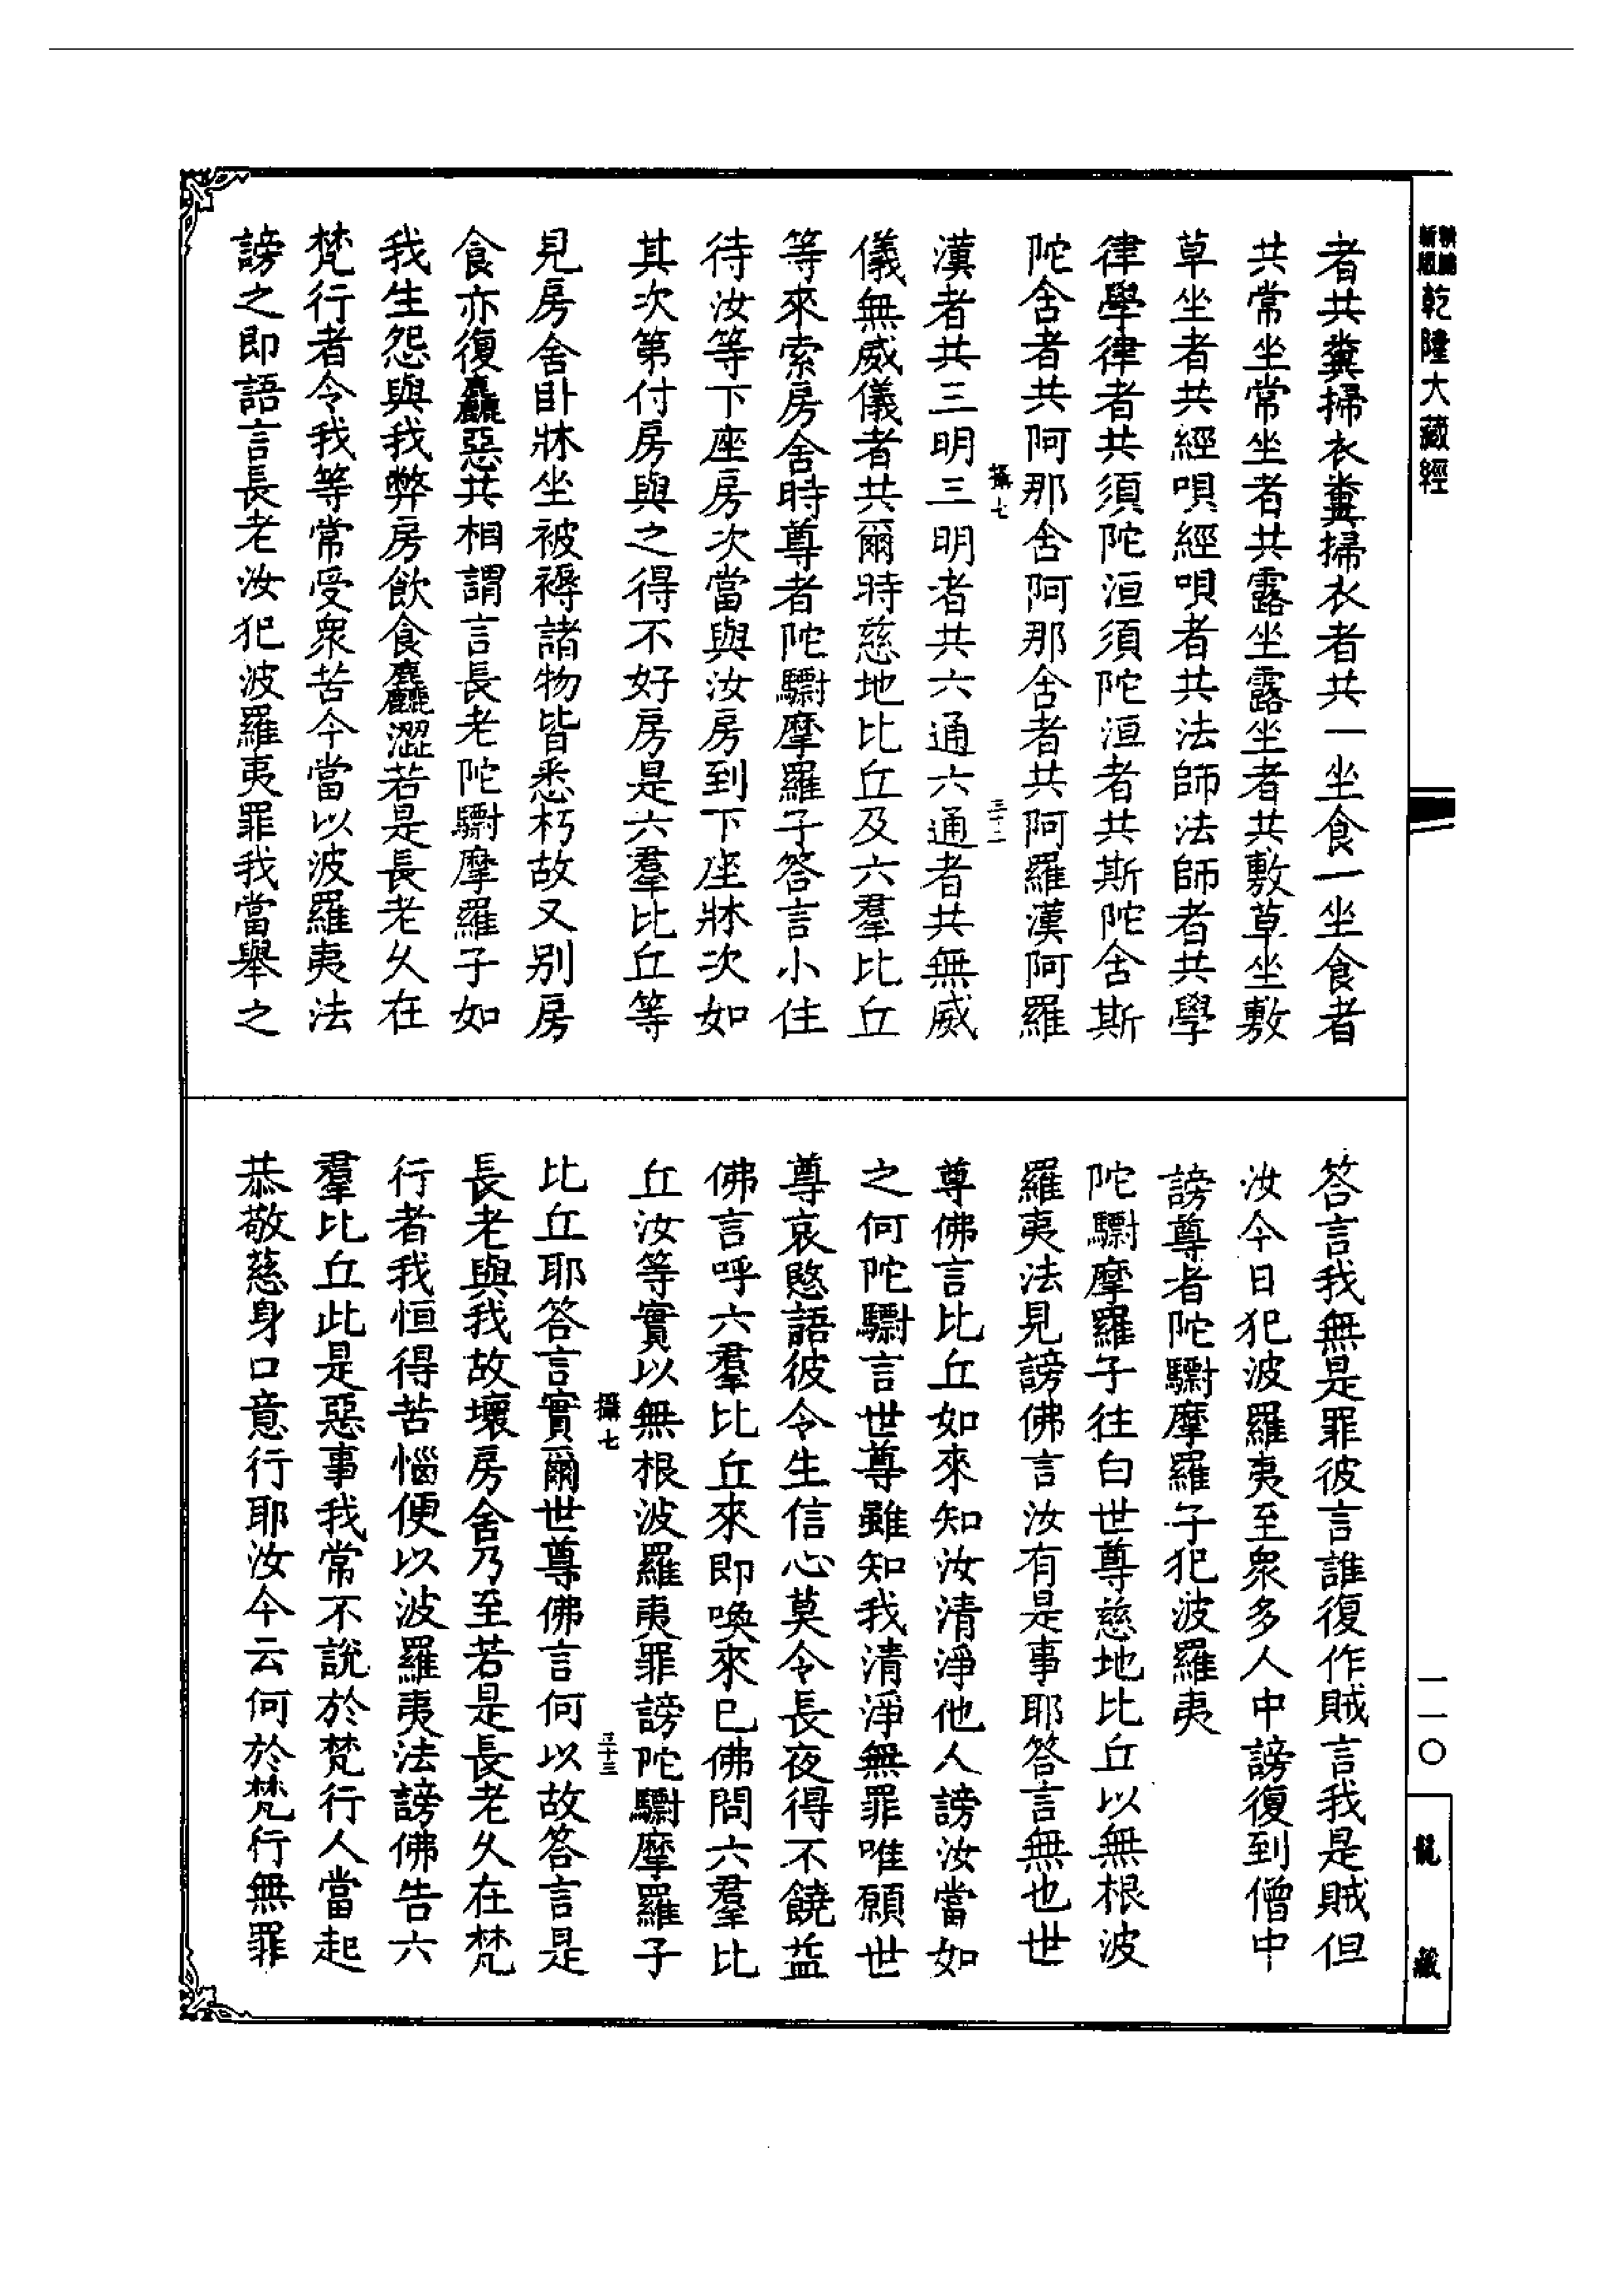 乾隆大藏經
者共糞掃衣糞掃衣者共一坐食一坐食者
共常坐常坐者共露坐露坐者共敷草坐敷
草坐者共經唄經唄者共法師法師者共學
律學律者共須陀洹須陀洹者共斯陀含斯
陀含者共阿那含阿那含者共阿羅漢阿羅
攝七
三十二
漢者共三明三明者共六通六通者共無威
儀無威儀者共爾時慈地比丘及六羣比丘
等來索房舍時尊者陀驃摩羅子答言小住
待汝等下座房次當與汝房到下座牀次如
其次第付房與之得不好房是六羣比丘等
見房舍臥牀坐被褥諸物皆悉朽故又別房
食亦復麤惡共相謂言長老陀驃摩羅子如
我生怨與我弊房飲食麤澀若是長老久在
梵行者令我等常受衆苦今當以波羅夷法
謗之即語言長老汝犯波羅夷罪我當舉之
答言我無是罪彼言誰復作賊言我是賊但
汝今日犯波羅夷至衆多人中謗復到僧中
謗尊者陀驃摩羅子犯波羅夷
陀驃摩羅子往白世尊慈地比丘以無根波
羅夷法見謗佛言汝有是事耶答言無也世
尊佛言比丘如來知汝清淨他人謗汝當如
之何陀驃言世尊雖知我清淨無罪唯願世
尊哀愍語彼令生信心莫令長夜得不饒益
佛言呼六羣比丘來即喚來已佛問六羣比
丘汝等實以無根波羅夷罪謗陀驃摩羅子
攝七
三十三
比丘耶答言實爾世尊佛言何以故答言是
長老與我故壞房舍乃至若是長老久在梵
行者我恒得苦惱便以波羅夷法謗佛告六
羣比丘此是惡事我常不說於梵行人當起
恭敬慈身口意行耶汝今云何於梵行無罪
一一〇
龍藏